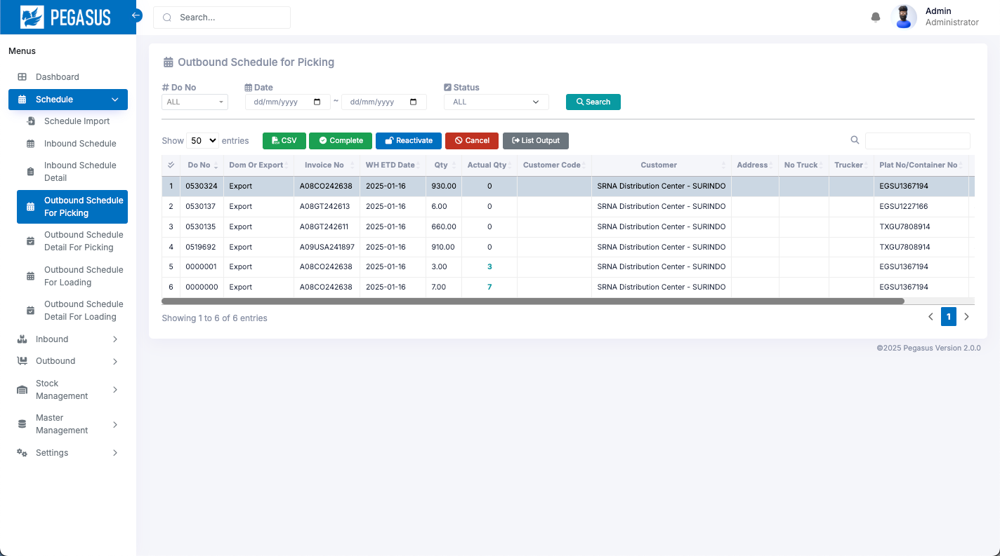 PEGASUS
Search...
Admin
Administrator
Menus
Dashboard
Schedule
Schedule Import
Inbound Schedule
Inbound Schedule
Detail
Outbound Schedule
For Picking
Outbound Schedule
Detail For Picking
Outbound Schedule
For Loading
Outbound Schedule
Detail For Loading
Inbound
Outbound
Stock
Management
Master
Management
Settings
Outbound Schedule for Picking
# Do No Date Status
ALL dd/mm/yyyy ~ dd/mm/yyyy ALL Search
Show 50 entries CSV Complete Reactivate Cancel List Output
Do No Dom Or Export Invoice No WH ETD Date Qty Actual Qty Customer Code Customer Address No Truck Trucker Plat No/Container No
1 0530324 Export A08CO242638 2025-01-16 930.00 0 SRNA Distribution Center - SURINDO EGSU1367194
2 0530137 Export A08GT242613 2025-01-16 6.00 0 SRNA Distribution Center - SURINDO EGSU1227166
3 0530135 Export A08GT242611 2025-01-16 660.00 0 SRNA Distribution Center - SURINDO TXGU7808914
4 0519692 Export A09USA241897 2025-01-16 910.00 0 SRNA Distribution Center - SURINDO TXGU7808914
5 0000001 Export A08CO242638 2025-01-16 3.00 3 SRNA Distribution Center - SURINDO EGSU1367194
6 0000000 Export A08CO242638 2025-01-16 7.00 7 SRNA Distribution Center - SURINDO EGSU1367194
Showing 1 to 6 of 6 entries
1
©2025 Pegasus Version 2.0.0